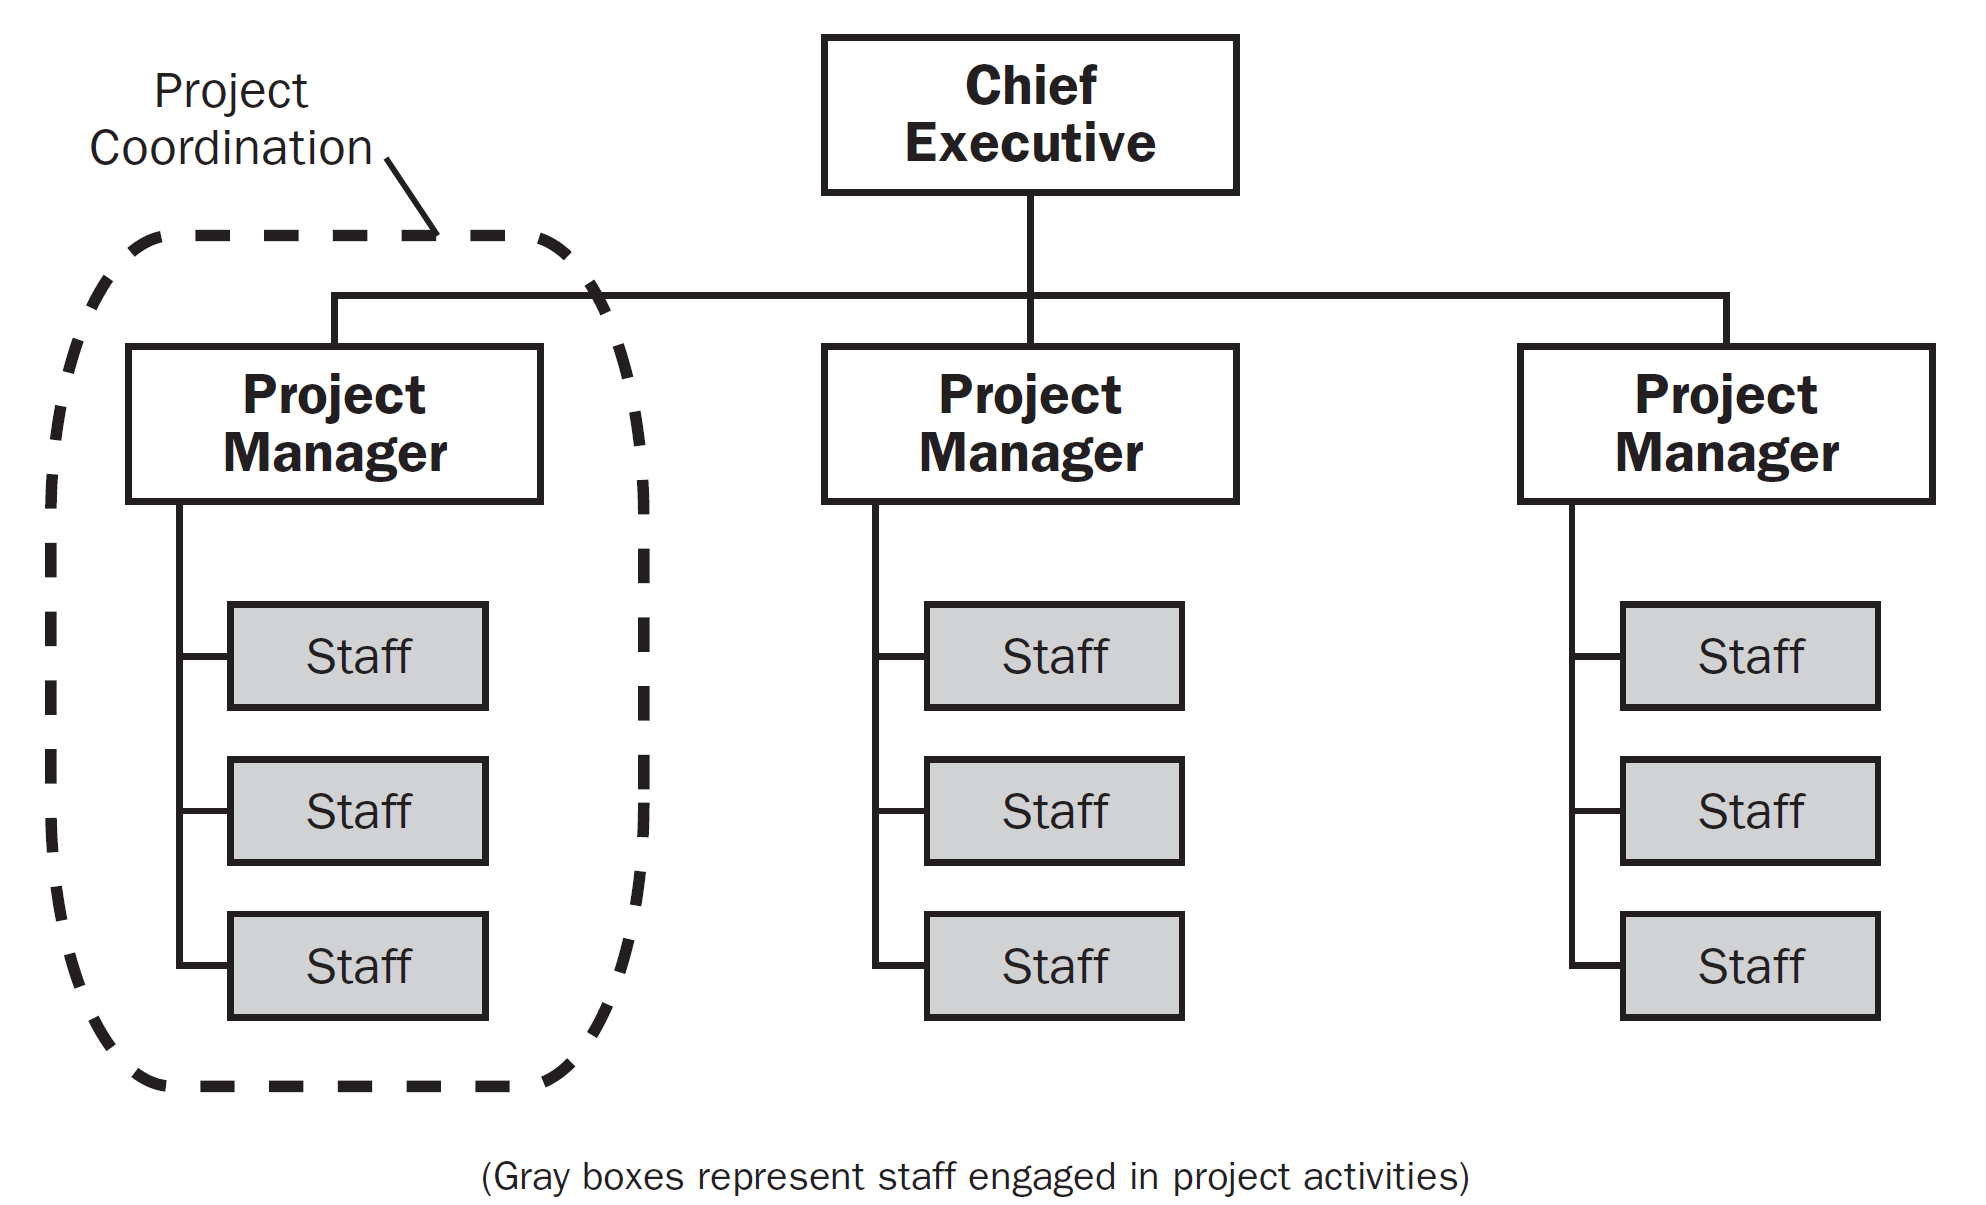 Project
Coordination
Chief
Executive
Project
Manager
Project
Manager
Project
Manager
Staff
Staff
Staff
Staff
Staff
Staff
Staff
Staff
Staff
(Gray boxes represent staff engaged in project activities)